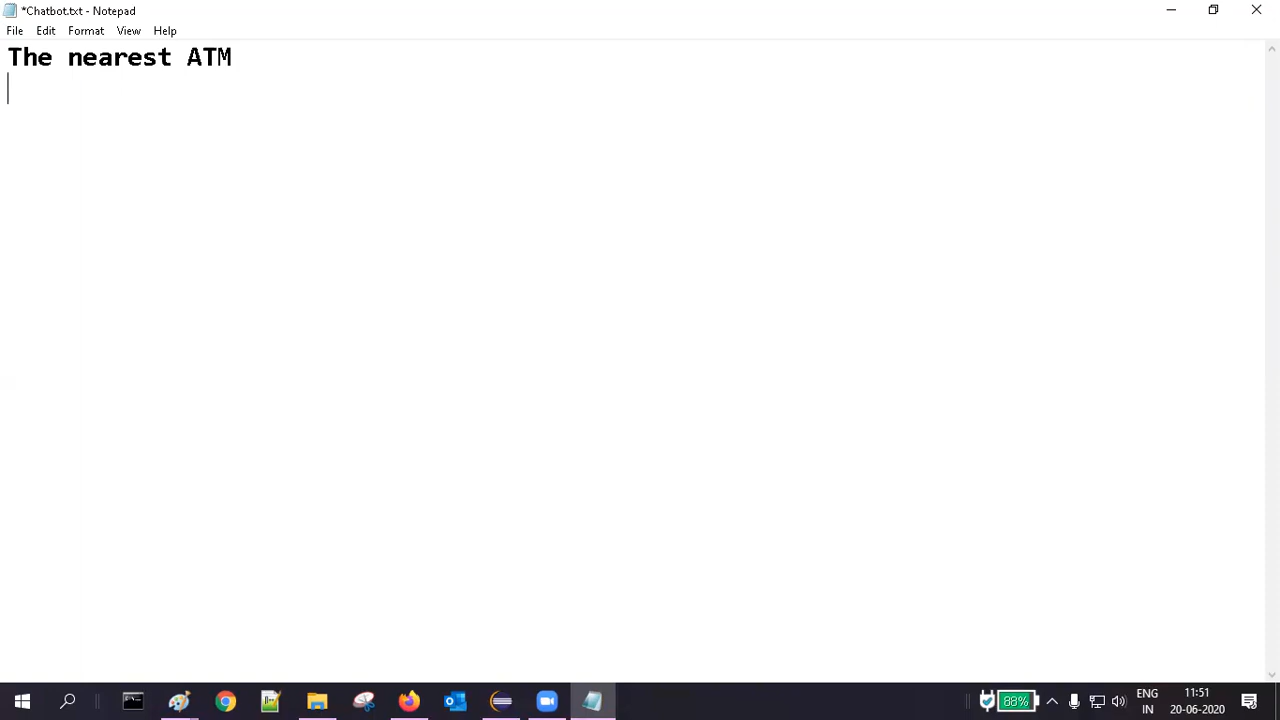 *Chatbot.txt - Notepad
File Edit Format View Help
The nearest ATM
88%
ENG
IN
11:51
20-06-2020